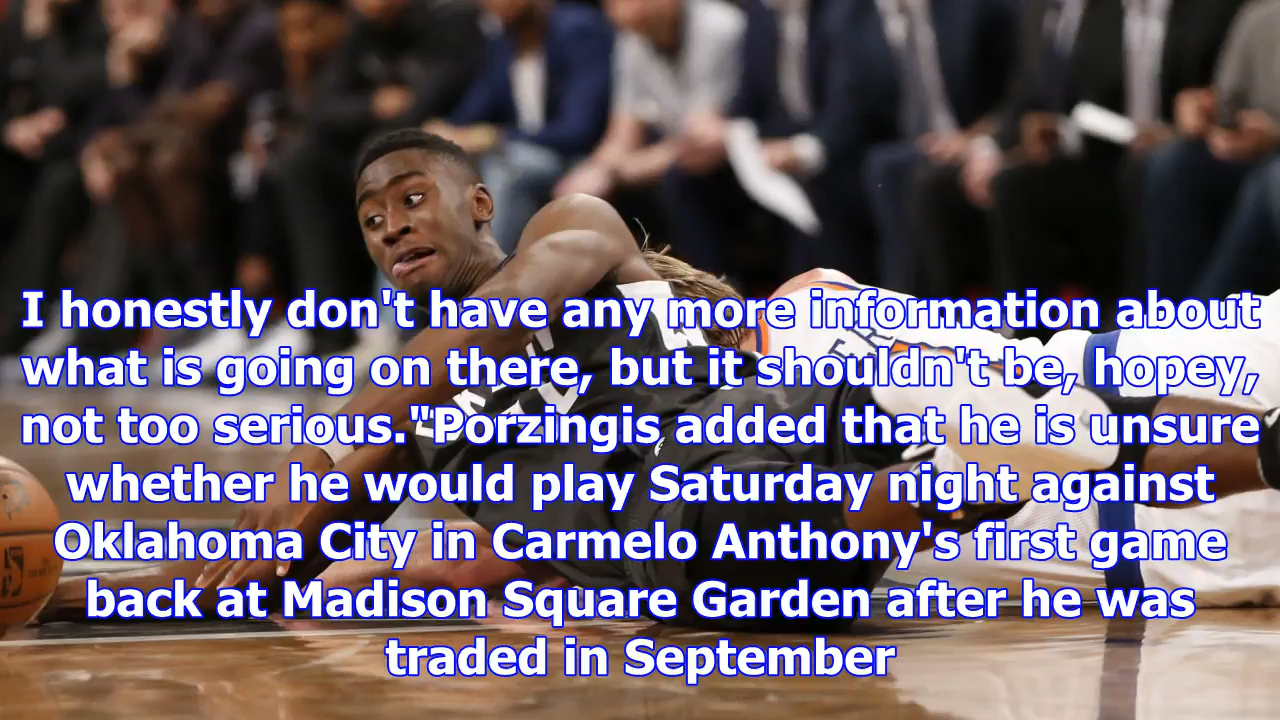 I honestly don't have any more information about
what is going on there, but it shouldn't be, hopey,
not too serious."Porzingis added that he is unsure
whether he would play Saturday night against
Oklahoma City in Carmelo Anthony's first game
back at Madison Square Garden after he was
traded in September